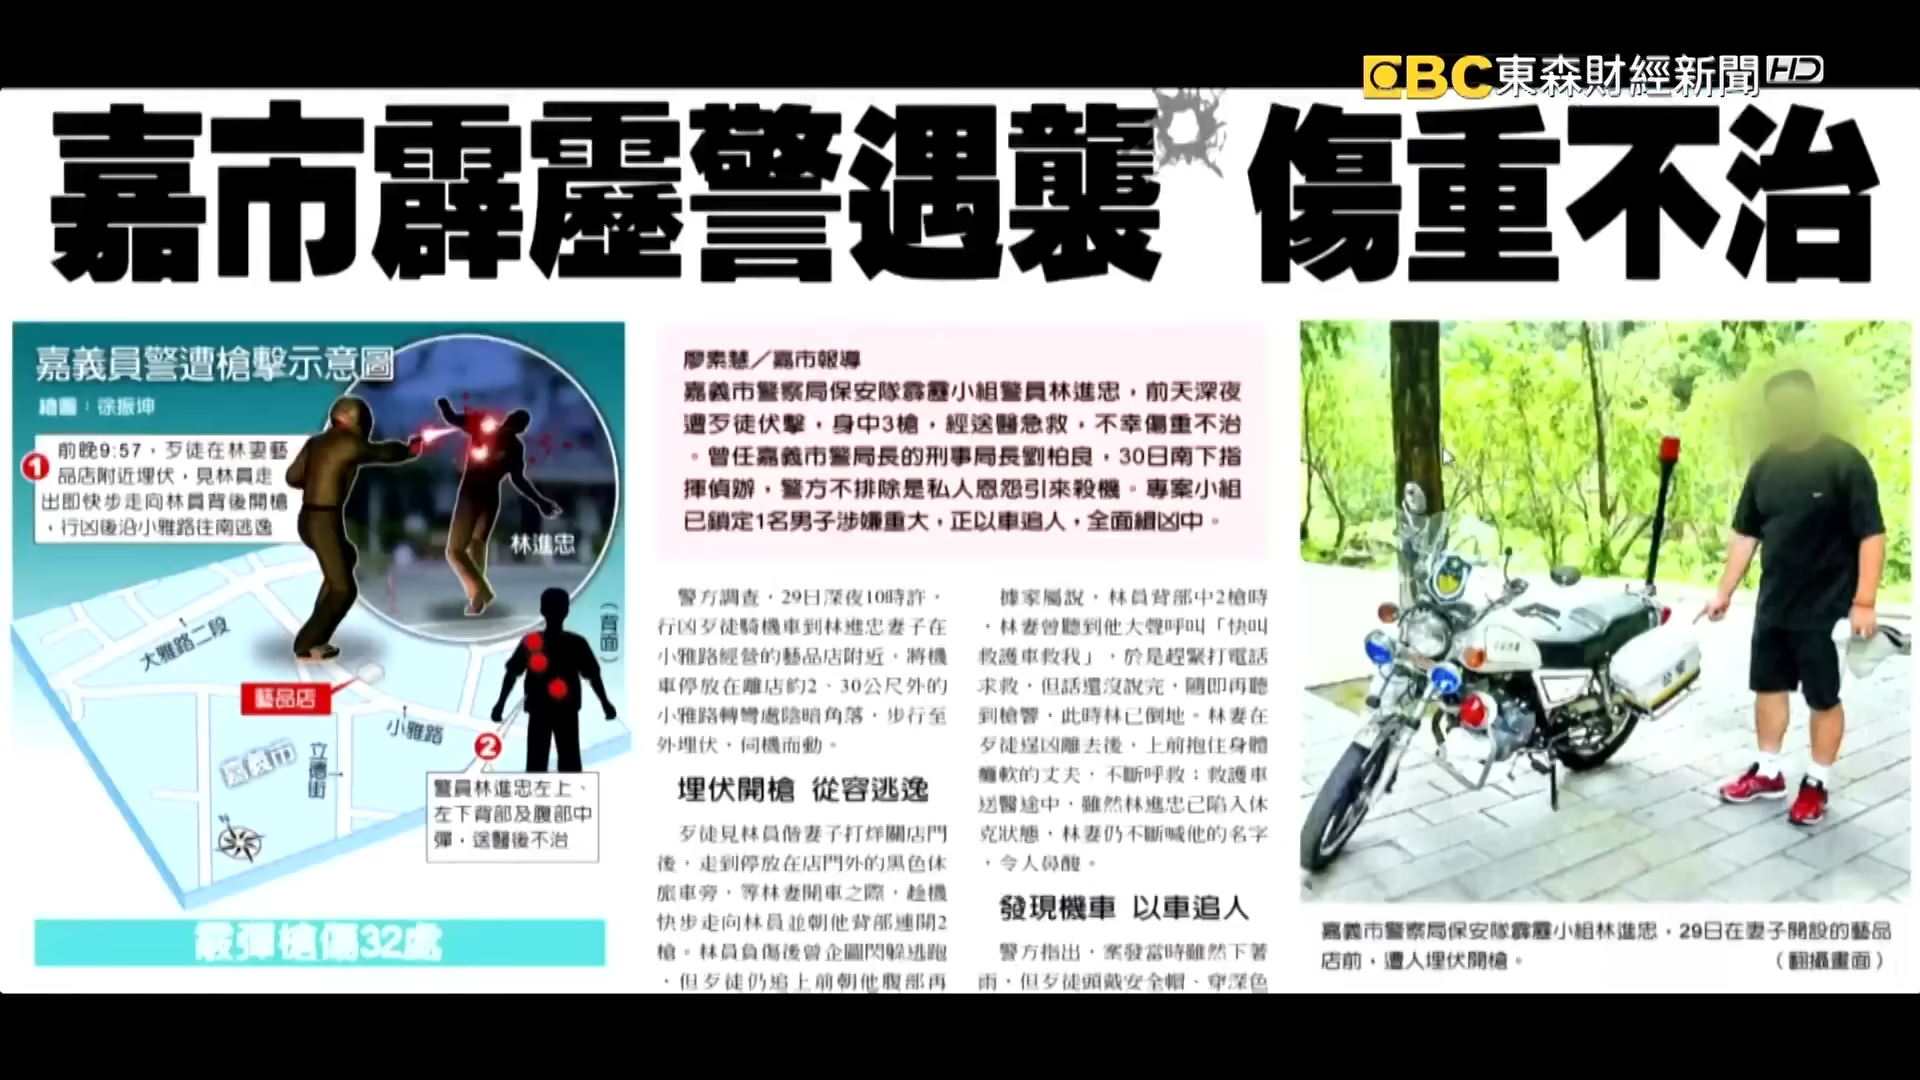 EBC東森財經新聞HD
嘉市霹靂警遇襲 傷重不治
嘉義員警遭槍擊示意圖
繪圖：徐振坤
1
前晚9:57，歹徒在林妻藝
品店附近埋伏，見林員走
出即快步走向林員背後開槍
，行凶後沿小雅路往南逃逸
林進忠
（背面）
大雅路二段
藝品店
小雅路
嘉義市
立德街
N
2
警員林進忠左上、
左下背部及腹部中
彈，送醫後不治
霰彈槍傷32處
廖素慧／嘉市報導
嘉義市警察局保安隊霹靂小組警員林進忠，前天深夜
遭歹徒伏擊，身中3槍，經送醫急救，不幸傷重不治
。曾任嘉義市警局長的刑事局長劉柏良，30日南下指
揮偵辦，警方不排除是私人恩怨引來殺機。專案小組
已鎖定1名男子涉嫌重大，正以車追人，全面緝凶中。
警方調查，29日深夜10時許，
行凶歹徒騎機車到林進忠妻子在
小雅路經營的藝品店附近，將機
車停放在離店約2、30公尺外的
小雅路轉彎處陰暗角落，步行至
外埋伏，伺機而動。
埋伏開槍 從容逃逸
歹徒見林員偕妻子打烊關店門
後，走到停放在店門外的黑色休
旅車旁，等林妻開車之際，趁機
快步走向林員並朝他背部連開2
槍。林員負傷後曾企圖閃躲逃跑
，但歹徒仍追上前朝他腹部再
據家屬說，林員背部中2槍時
，林妻曾聽到他大聲呼叫「快叫
救護車救我」，於是趕緊打電話
求救，但話還沒說完，隨即再聽
到槍響，此時林已倒地。林妻在
歹徒逞凶離去後，上前抱住身體
癱軟的丈夫，不斷呼救；救護車
送醫途中，雖然林進忠已陷入休
克狀態，林妻仍不斷喊他的名字
，令人鼻酸。
發現機車 以車追人
警方指出，案發當時雖然下著
雨，但歹徒頭戴安全帽、穿深色
嘉義市警察局保安隊霹靂小組林進忠，29日在妻子開設的藝品
店前，遭人埋伏開槍。 （翻攝畫面）